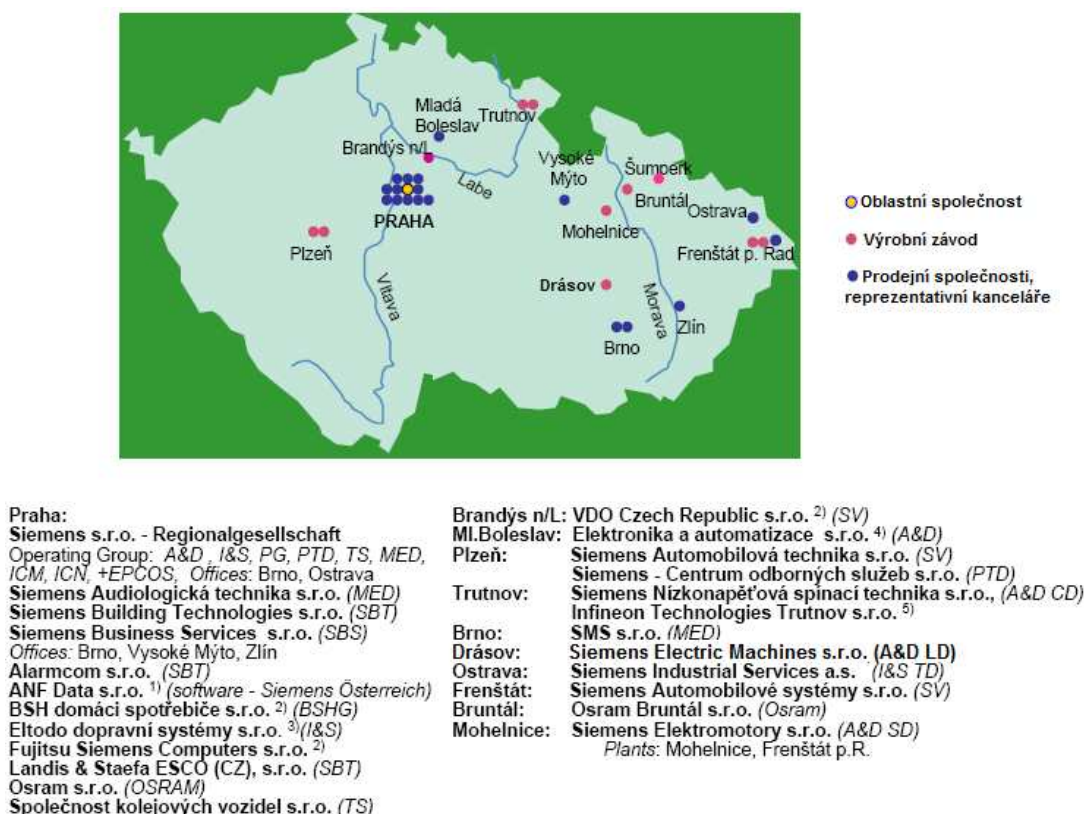 Mladá
Boleslav
Trutnov
Brandýs n/L
Labe
Vysoké
Mýto
Šumperk
Bruntál
Ostrava
PRAHA
Mohelnice
Frenštát p. Rad
Plzeň
Vltava
Drásov
Morava
Zlín
Brno
Oblastní společnost
Výrobní závod
Prodejní společnosti,
reprezentativní kanceláře
Praha:
Siemens s.r.o. - Regionalgesellschaft
Operating Group: A&D , I&S, PG, PTD, TS, MED,
ICM, ICN, +EPCOS, Offices: Brno, Ostrava
Siemens Audiologická technika s.r.o. (MED)
Siemens Building Technologies s.r.o. (SBT)
Siemens Business Services s.r.o. (SBS)
Offices: Brno, Vysoké Mýto, Zlín
Alarmcom s.r.o. (SBT)
ANF Data s.r.o. 1) (software - Siemens Österreich)
BSH domáci spotřebiče s.r.o. 2) (BSHG)
Eltodo dopravní systémy s.r.o. 3)(I&S)
Fujitsu Siemens Computers s.r.o. 2)
Landis & Staefa ESCO (CZ), s.r.o. (SBT)
Osram s.r.o. (OSRAM)
Společnost kolejových vozidel s.r.o. (TS)
Brandýs n/L: VDO Czech Republic s.r.o. 2) (SV)
Ml.Boleslav: Elektronika a automatizace s.r.o. 4) (A&D)
Plzeň: Siemens Automobilová technika s.r.o. (SV)
Siemens - Centrum odborných služeb s.r.o. (PTD)
Trutnov: Siemens Nízkonapěťová spínací technika s.r.o., (A&D CD)
Infineon Technologies Trutnov s.r.o. 5)
Brno: SMS s.r.o. (MED)
Drásov: Siemens Electric Machines s.r.o. (A&D LD)
Ostrava: Siemens Industrial Services a.s. (I&S TD)
Frenštát: Siemens Automobilové systémy s.r.o. (SV)
Bruntál: Osram Bruntál s.r.o. (Osram)
Mohelnice: Siemens Elektromotory s.r.o. (A&D SD)
Plants: Mohelnice, Frenštát p.R.